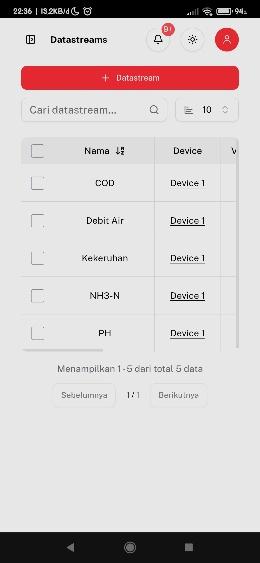 22:36 | 13,2KB/d
94%
Datastreams
9+
+ Datastream
Cari datastream...
10
Nama
Device
V
COD
Device 1
Debit Air
Device 1
Kekeruhan
Device 1
NH3-N
Device 1
PH
Device 1
Menampilkan 1 - 5 dari total 5 data
Sebelumnya
1 / 1
Berikutnya